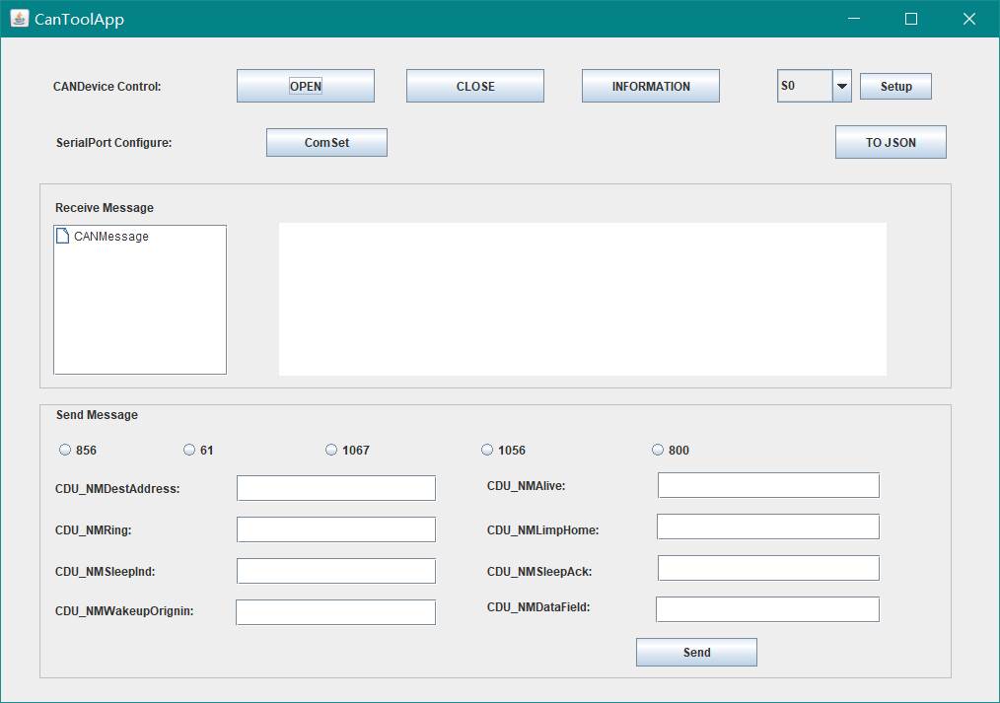 CanToolApp
CANDevice Control: OPEN CLOSE INFORMATION S0 Setup
SerialPort Configure: ComSet TO JSON
Receive Message
CANMessage
Send Message
856 61 1067 1056 800
CDU_NMDestAddress: CDU_NMAlive:
CDU_NMRing: CDU_NMLimpHome:
CDU_NMSleepInd: CDU_NMSleepAck:
CDU_NMWakeupOrignin: CDU_NMDataField:
Send